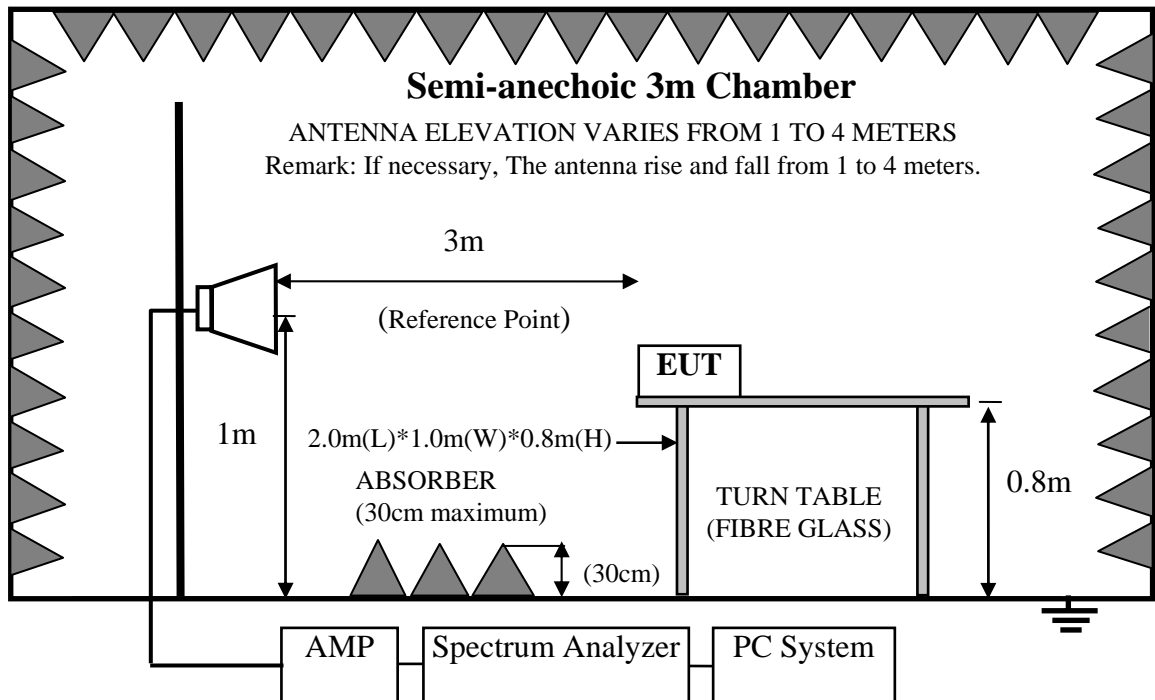 Semi-anechoic 3m Chamber
ANTENNA ELEVATION VARIES FROM 1 TO 4 METERS
Remark: If necessary, The antenna rise and fall from 1 to 4 meters.
3m
(Reference Point)
EUT
1m
2.0m(L)*1.0m(W)*0.8m(H)
ABSORBER
(30cm maximum)
(30cm)
TURN TABLE
(FIBRE GLASS)
0.8m
AMP
Spectrum Analyzer
PC System